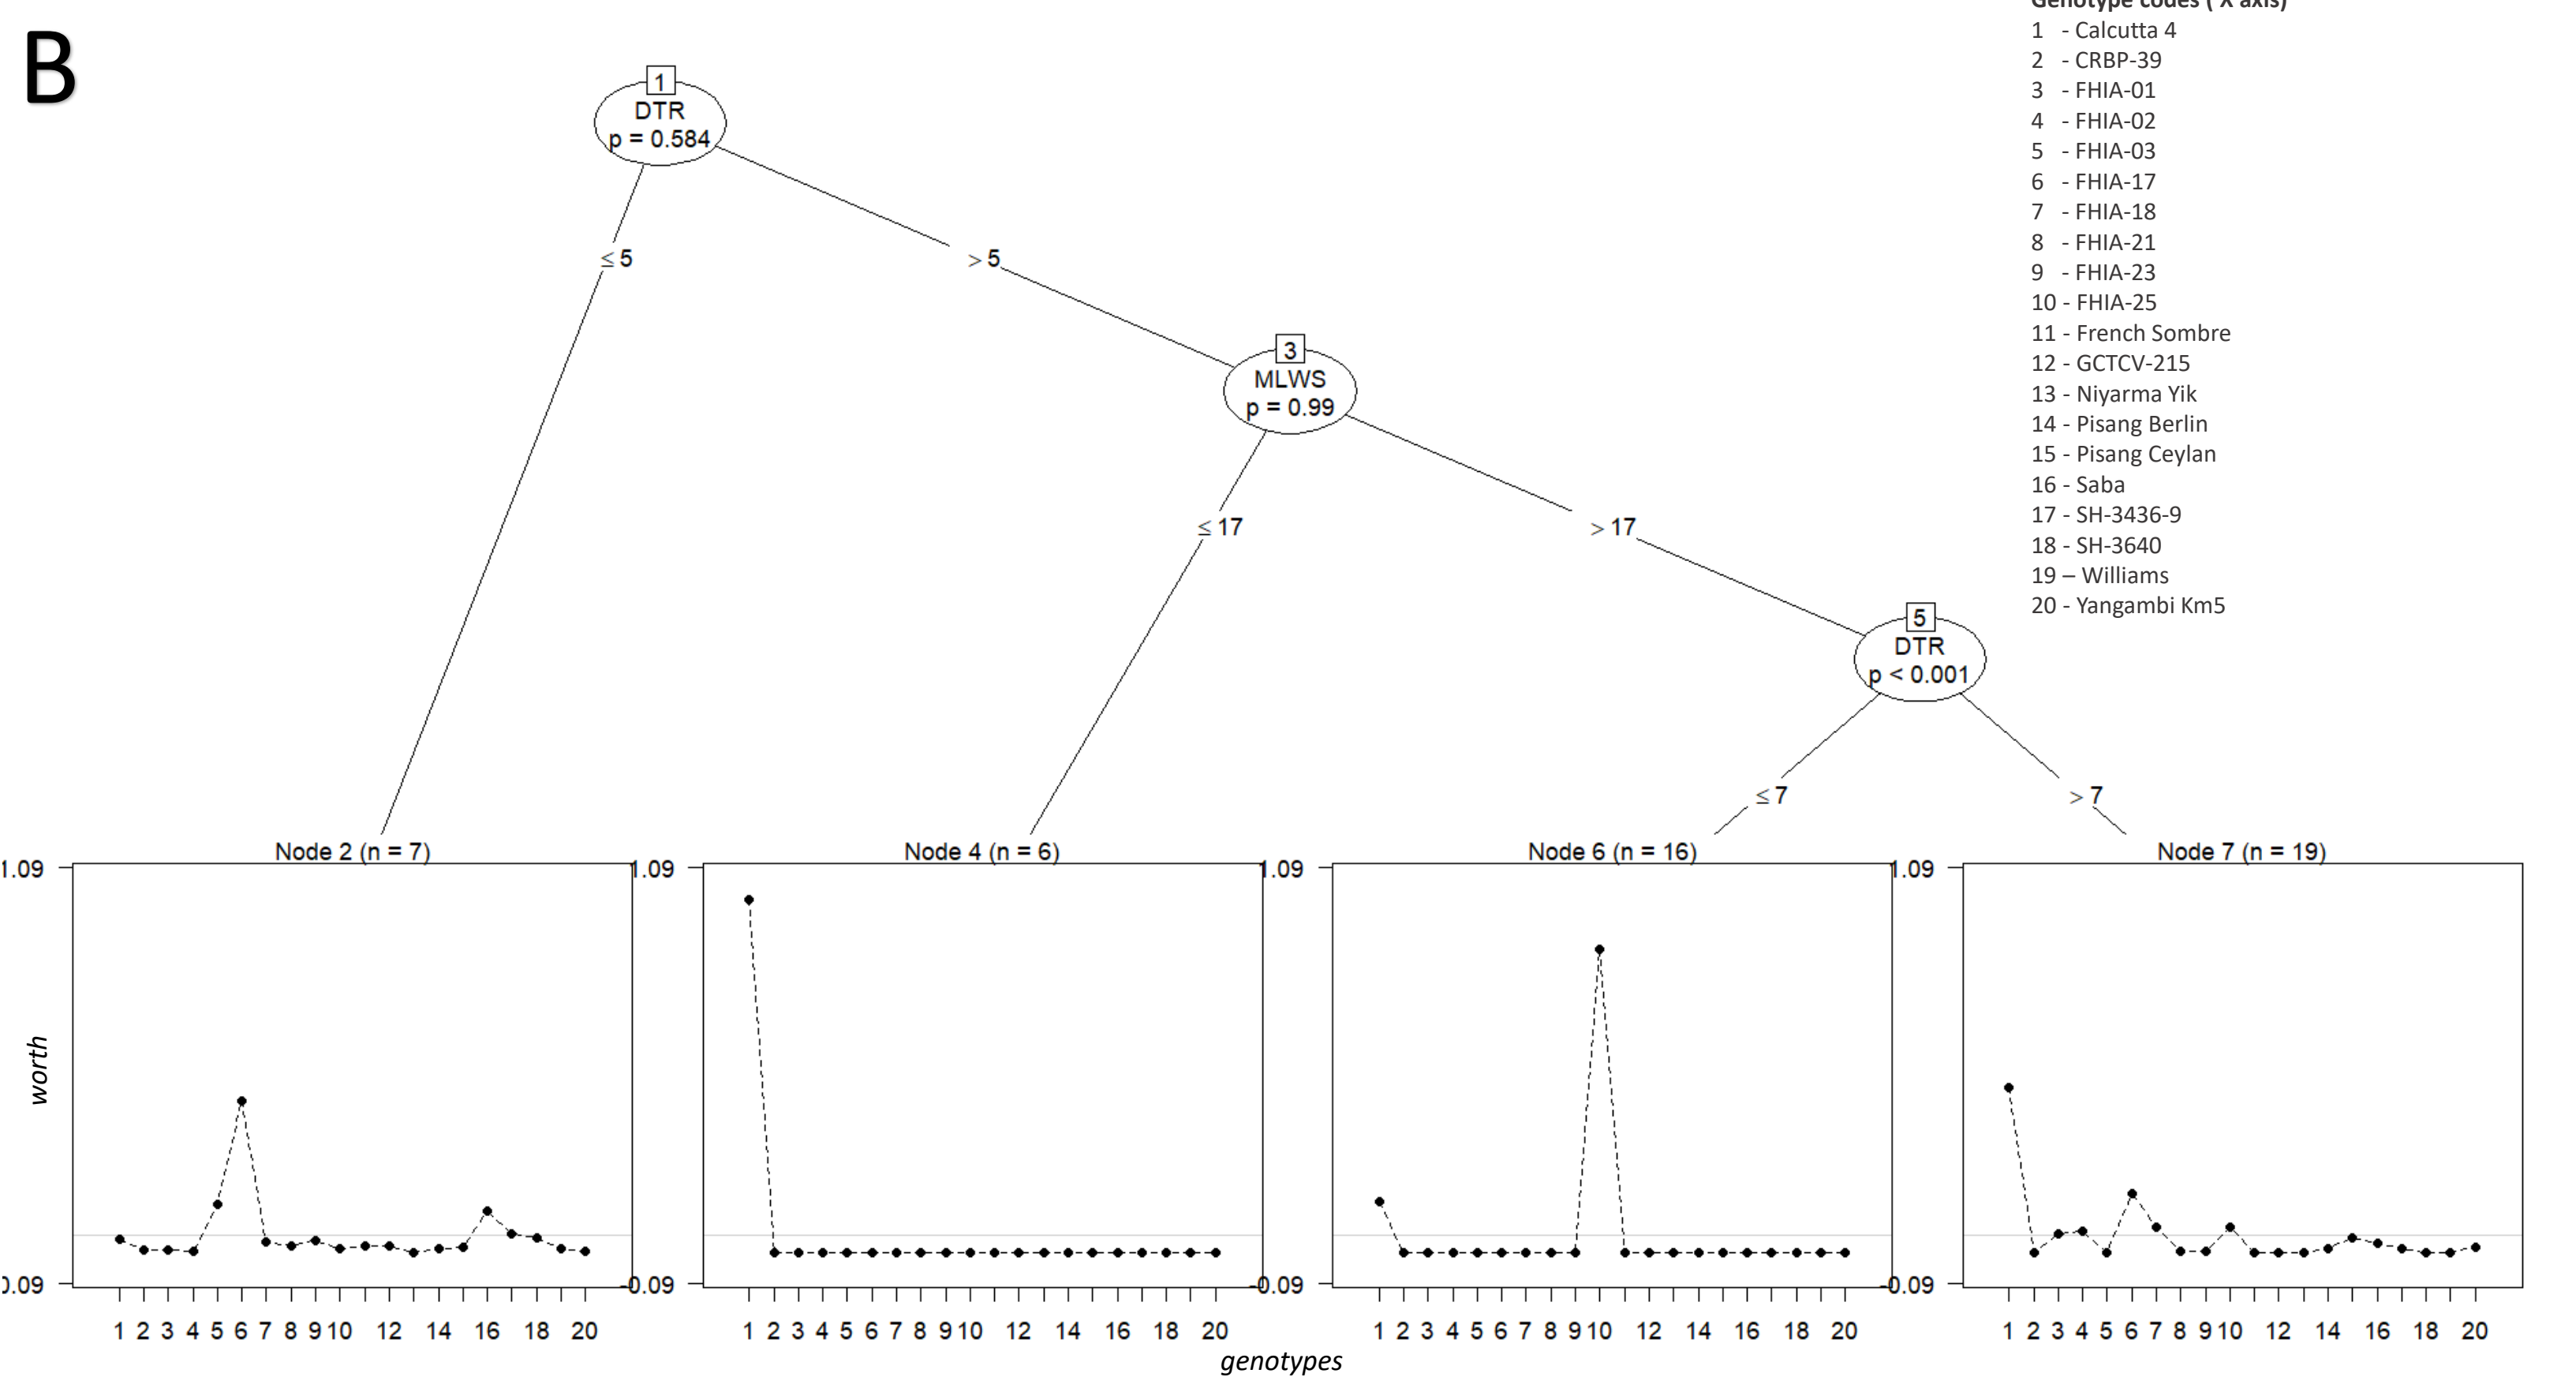 B
Genotype codes ( X axis)
1 - Calcutta 4
2 - CRBP-39
3 - FHIA-01
4 - FHIA-02
5 - FHIA-03
6 - FHIA-17
7 - FHIA-18
8 - FHIA-21
9 - FHIA-23
10 - FHIA-25
11 - French Sombre
12 - GCTCV-215
13 - Niyarma Yik
14 - Pisang Berlin
15 - Pisang Ceylan
16 - Saba
17 - SH-3436-9
18 - SH-3640
19 – Williams
20 - Yangambi Km5
1
DTR
p = 0.584
≤ 5
> 5
3
MLWS
p = 0.99
≤ 17
> 17
5
DTR
p < 0.001
≤ 7
> 7
Node 2 (n = 7)
Node 4 (n = 6)
Node 6 (n = 16)
Node 7 (n = 19)
1.09
1.09
1.09
1.09
worth
0.09
-0.09
-0.09
-0.09
1 2 3 4 5 6 7 8 9 10 12 14 16 18 20
1 2 3 4 5 6 7 8 9 10 12 14 16 18 20
1 2 3 4 5 6 7 8 9 10 12 14 16 18 20
1 2 3 4 5 6 7 8 9 10 12 14 16 18 20
genotypes